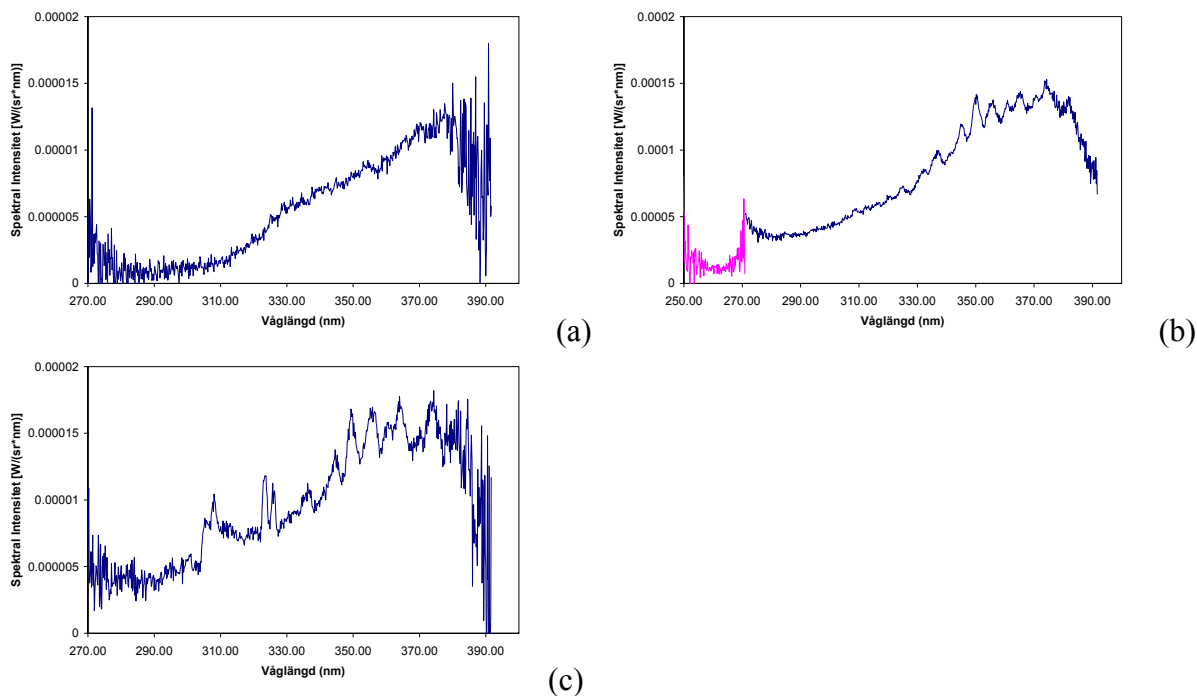 0.00002
0.000015
0.00001
0.000005
0
Spektral Intensitet [W/(sr*nm)]
270.00 290.00 310.00 330.00 350.00 370.00 390.00
Våglängd (nm)
(a)
0.0002
0.00015
0.0001
0.00005
0
Spektral Intensitet [W/(sr*nm)]
250.00 270.00 290.00 310.00 330.00 350.00 370.00 390.00
Våglängd (nm)
(b)
0.00002
0.000015
0.00001
0.000005
0
Spektral Intensitet [W/(sr*nm)]
270.00 290.00 310.00 330.00 350.00 370.00 390.00
Våglängd (nm)
(c)